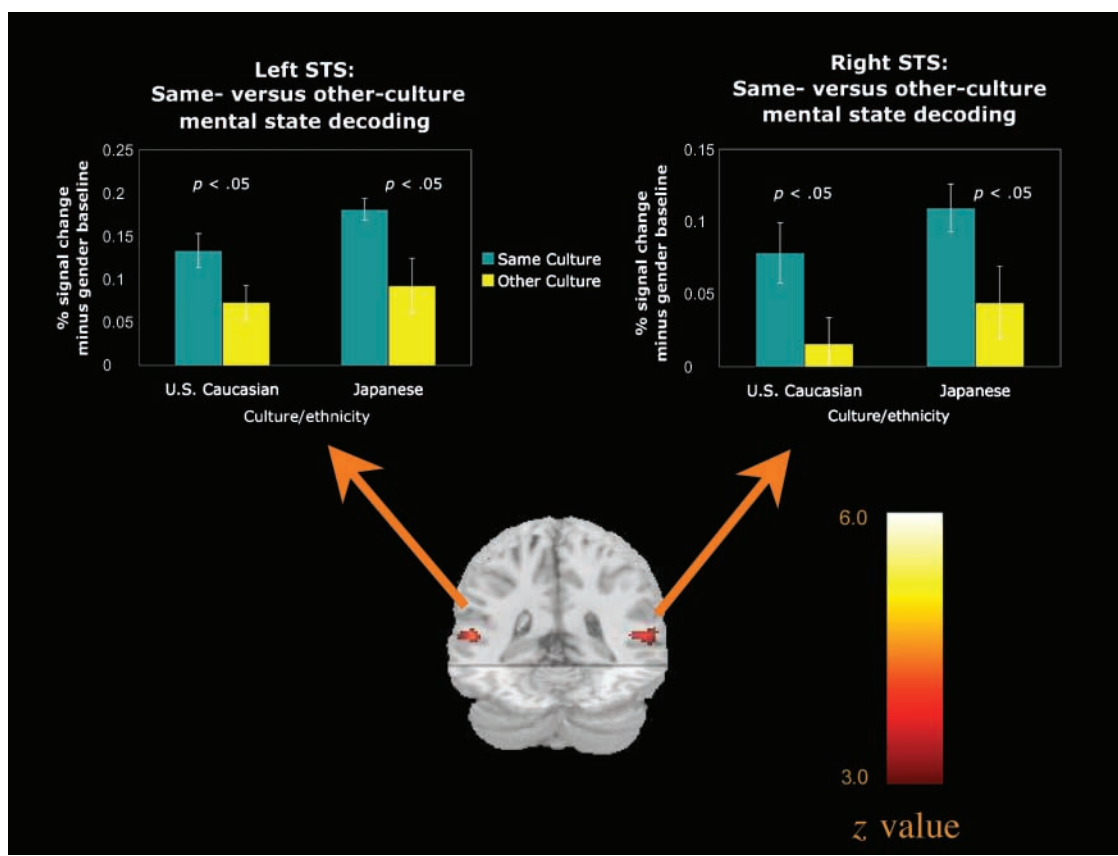 Left STS:
Same- versus other-culture
mental state decoding
0.25
0.2
0.15
0.1
0.05
0
% signal change
minus gender baseline
p < .05
p < .05
U.S. Caucasian
Japanese
Culture/ethnicity
Same Culture
Other Culture
Right STS:
Same- versus other-culture
mental state decoding
0.15
0.1
0.05
0
% signal change
minus gender baseline
p < .05
p < .05
U.S. Caucasian
Japanese
Culture/ethnicity
6.0
3.0
z value